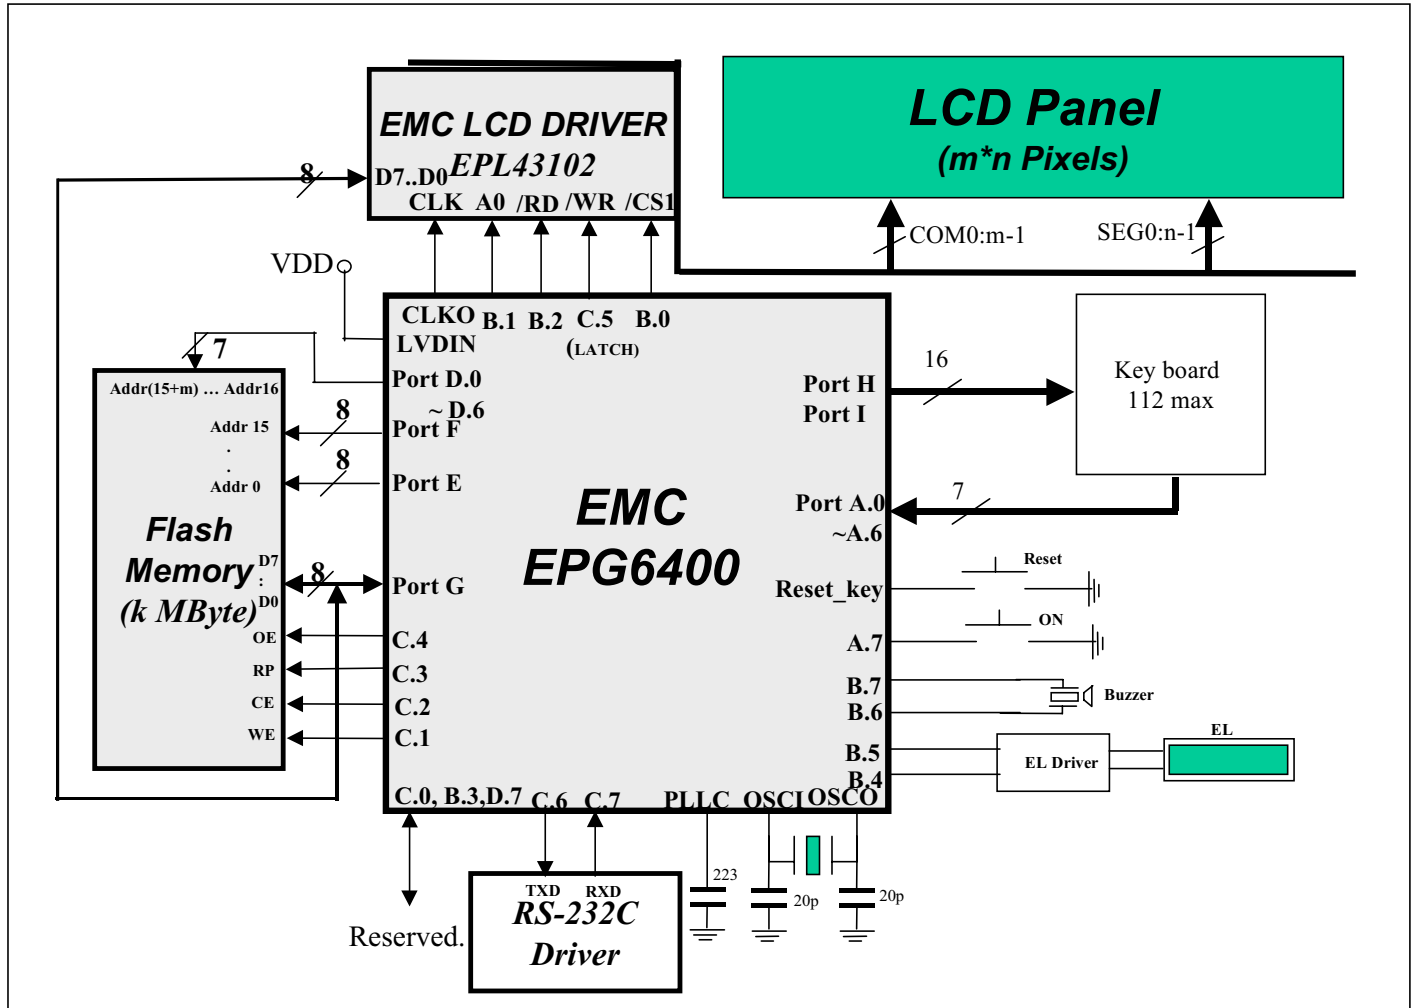 EMC LCD DRIVER
EPL43102
D7..D0
CLK A0 /RD /WR /CS1
8
LCD Panel
(m*n Pixels)
COM0:m-1
SEG0:n-1
VDD
CLKO B.1 B.2 C.5 B.0
(LATCH)
LVDIN
Port D.0
~ D.6
Port F
Port E
Port G
C.4
C.3
C.2
C.1
EMC
EPG6400
Port H
Port I
Port A.0
~A.6
Reset_key
A.7
B.7
B.6
B.5
B.4
C.0, B.3,D.7 C.6 C.7 PLLC OSCI OSCO
7
8
8
8
Addr(15+m) ... Addr16
Addr 15
.
.
Addr 0
Flash
Memory
(k MByte)
D7
:
D0
OE
RP
CE
WE
16
Key board
112 max
7
Reset
ON
Buzzer
EL Driver
EL
Reserved.
TXD RXD
RS-232C
Driver
223
20p
20p